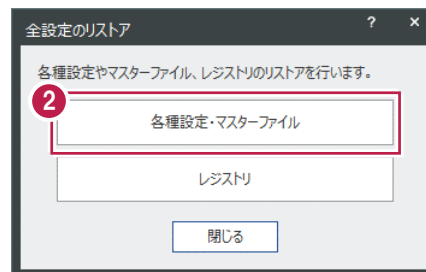 全設定のリストア ? ×
各種設定やマスターファイル、レジストリのリストアを行います。
2
各種設定・マスターファイル
レジストリ
閉じる